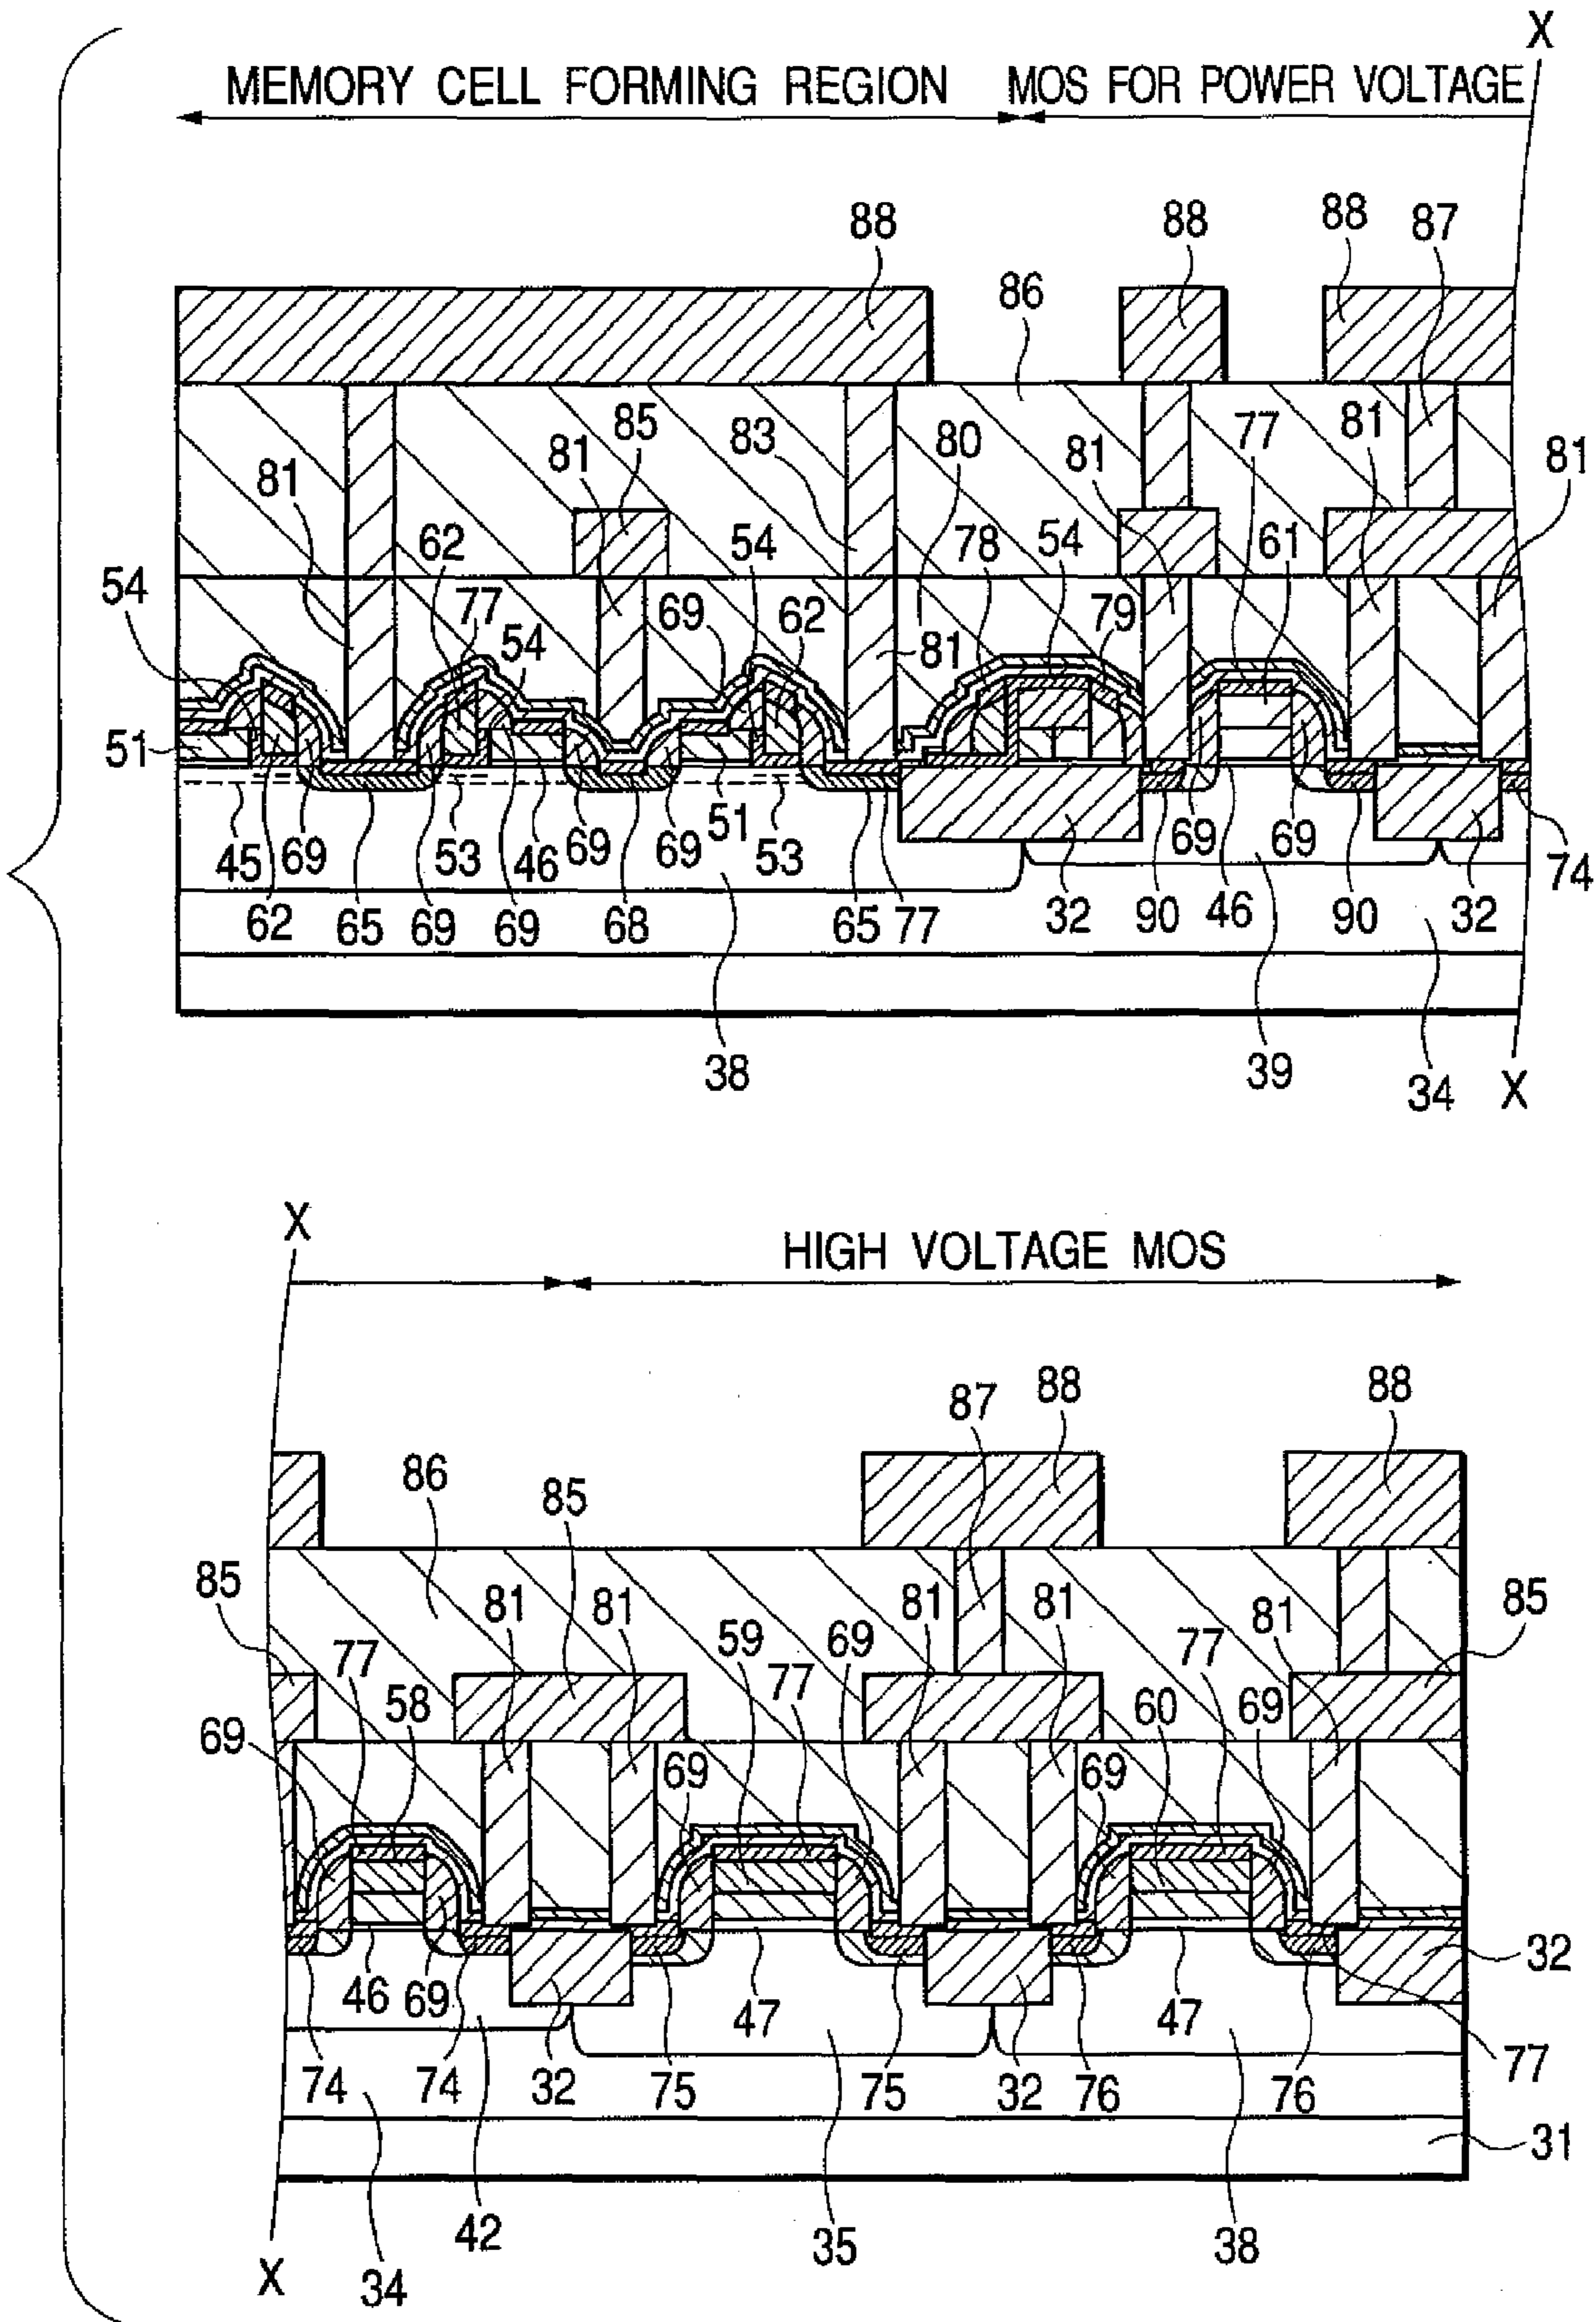 X
MEMORY CELL FORMING REGION MOS FOR POWER VOLTAGE
88 88 88 87
86
85 83 80 81 77 81
81 81 81
62 54 78 54 61
54 77 54 69 62 81 79
51
45 69 53 46 69 69 51 53 69 69 74
62 65 69 69 68 65 77 32 90 46 90 32
38 39 34 X
X
HIGH VOLTAGE MOS
87 88 88
86 85
85 81 81 81 81 81 85
77 58 59 77 69 77
69 69 69 60 69
46 69 47 47 32
74 74 32 75 75 32 76 76 77
31
42 35 38
X 34